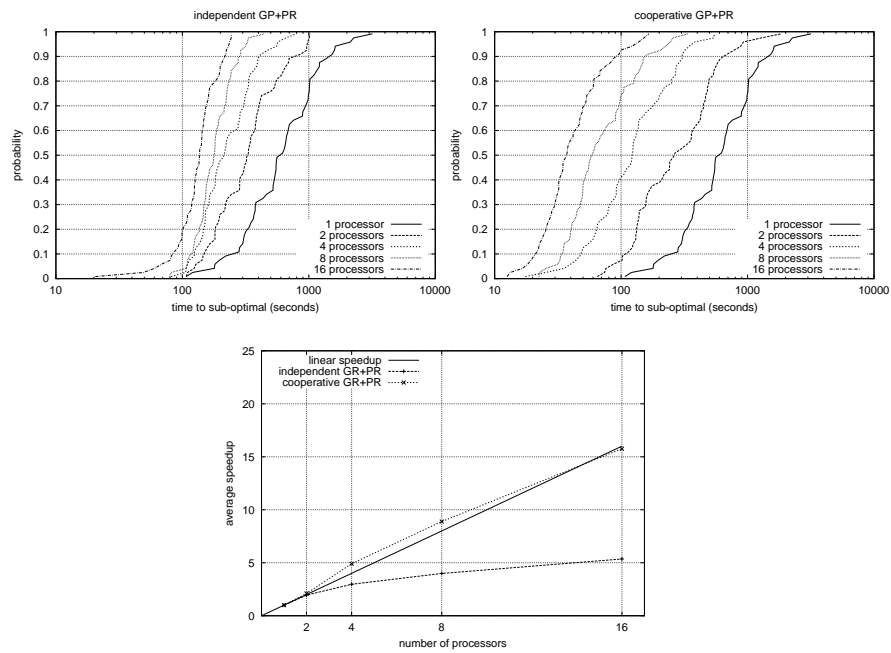 independent GP+PR
probability
1
0.9
0.8
0.7
0.6
0.5
0.4
0.3
0.2
0.1
0
1 processor
2 processors
4 processors
8 processors
16 processors
10
100
1000
10000
time to sub-optimal (seconds)
cooperative GP+PR
probability
1
0.9
0.8
0.7
0.6
0.5
0.4
0.3
0.2
0.1
0
1 processor
2 processors
4 processors
8 processors
16 processors
10
100
1000
10000
time to sub-optimal (seconds)
average speedup
25
20
15
10
5
0
linear speedup
independent GR+PR
cooperative GR+PR
2
4
8
16
number of processors